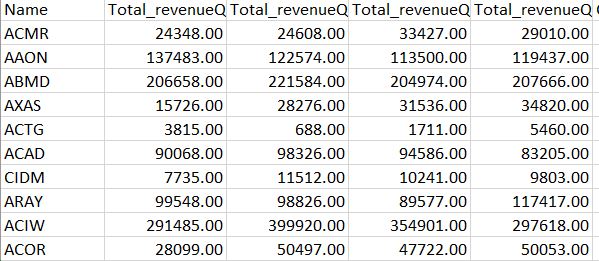 Name Total_revenueQ Total_revenueQ Total_revenueQ Total_revenueQ
ACMR 24348.00 24608.00 33427.00 29010.00
AAON 137483.00 122574.00 113500.00 119437.00
ABMD 206658.00 221584.00 204974.00 207666.00
AXAS 15726.00 28276.00 31536.00 34820.00
ACTG 3815.00 688.00 1711.00 5460.00
ACAD 90068.00 98326.00 94586.00 83205.00
CIDM 7735.00 11512.00 10241.00 9803.00
ARAY 99548.00 98826.00 89577.00 117417.00
ACIW 291485.00 399920.00 354901.00 297618.00
ACOR 28099.00 50497.00 47722.00 50053.00